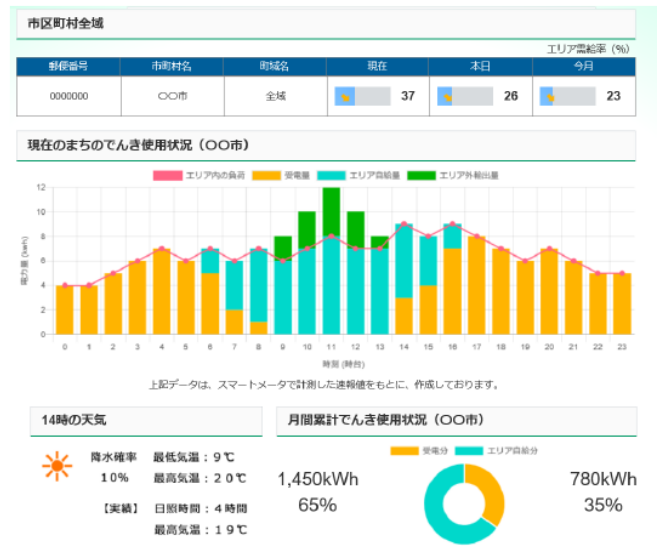 市区町村全域
エリア需給率（%）
郵便番号 市町村名 町域名 現在 本日 今月
0000000 〇〇市 全域 37 26 23
現在のまちのでんき使用状況（〇〇市）
エリア内の負荷 受電量 エリア自給量 エリア外輸出量
電力量 (kwh)
12
10
8
6
4
2
0
0 1 2 3 4 5 6 7 8 9 10 11 12 13 14 15 16 17 18 19 20 21 22 23
時間 (時台)
上記データは、スマートメータで計測した速報値をもとに、作成しております。
14時の天気
降水確率 最低気温：9℃
10% 最高気温：20℃
【実績】 日照時間：4時間
最高気温：19℃
月間累計でんき使用状況（〇〇市）
受電分 エリア自給分
1,450kWh 780kWh
65% 35%